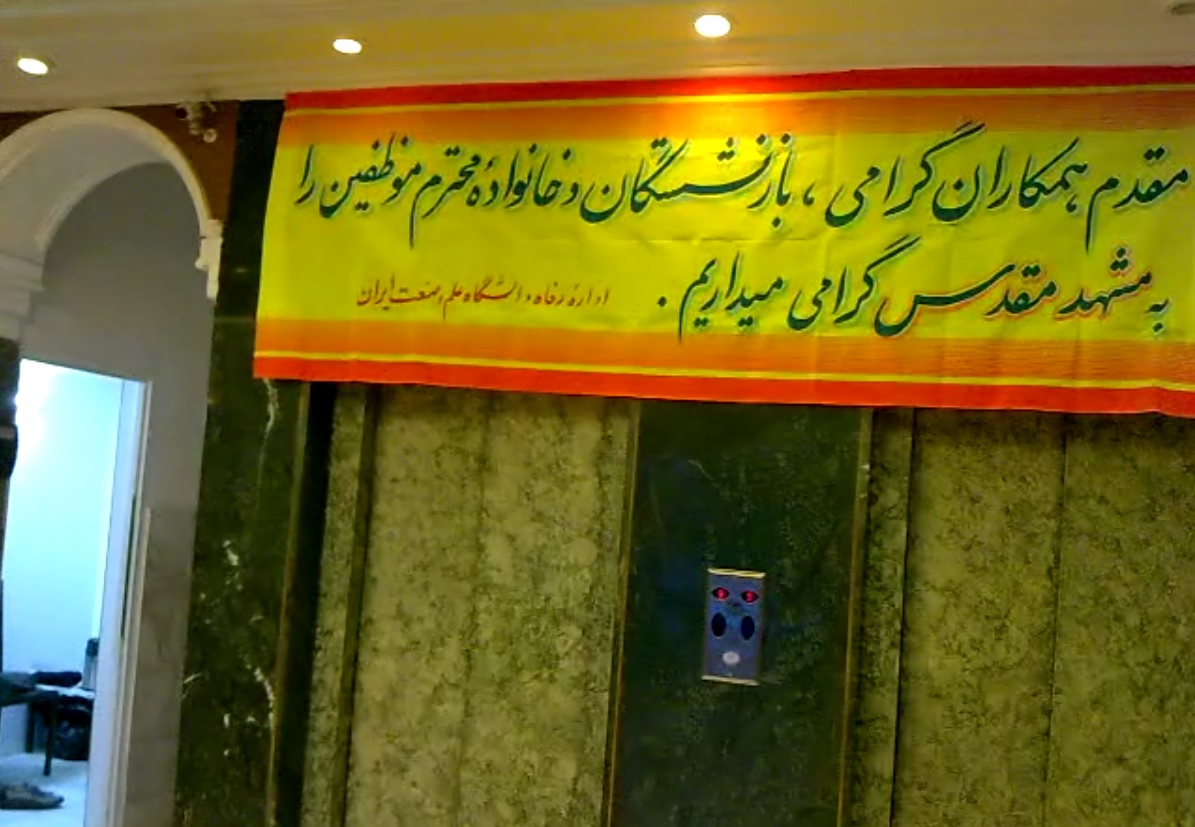 مقدم همکاران گرامی ، بازنشستگان و خانوادهٔ محترم موظفین را
به مشهد مقدس گرامی میداریم .
ادارهٔ رفاه دانشگاه علم و صنعت ایران